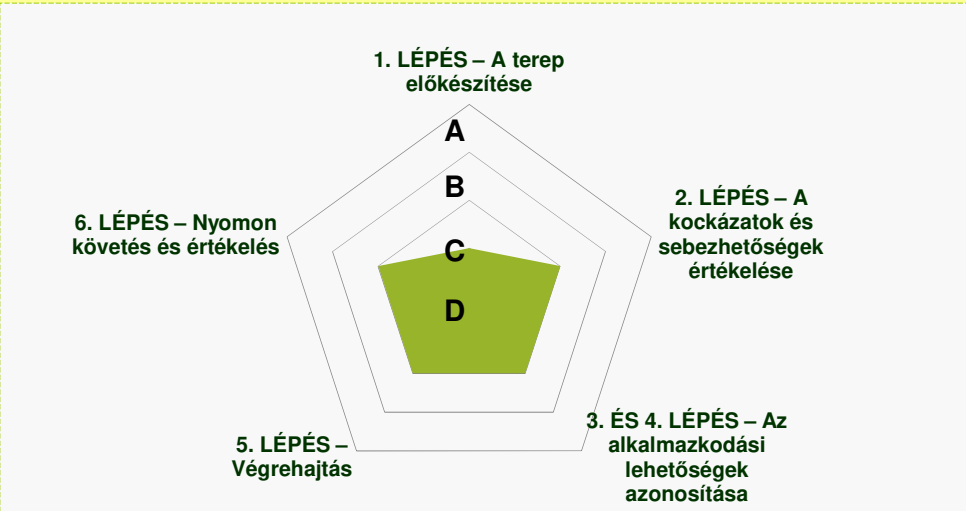 1. LÉPÉS – A terep
előkészítése
A
B
C
D
2. LÉPÉS – A
kockázatok és
sebezhetőségek
értékelése
3. ÉS 4. LÉPÉS – Az
alkalmazkodási
lehetőségek
azonosítása
5. LÉPÉS –
Végrehajtás
6. LÉPÉS – Nyomon
követés és értékelés